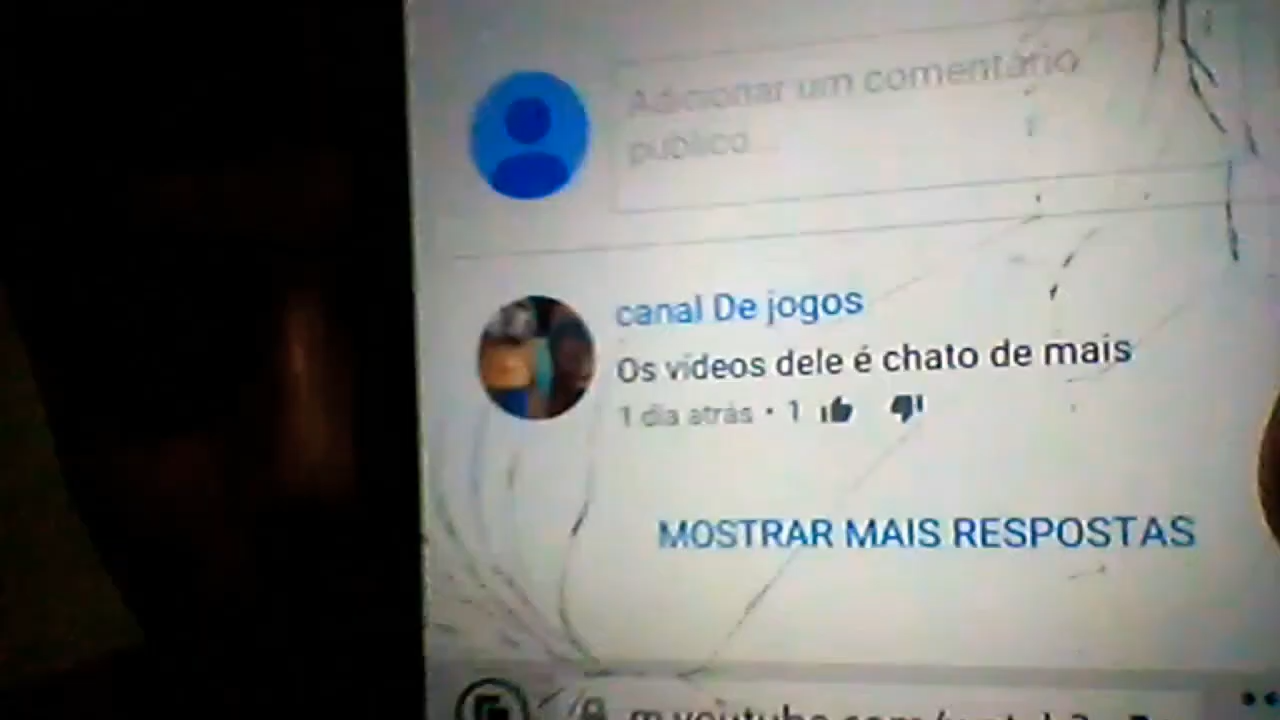 Adicionar um comentário
público...
canal De jogos
Os vídeos dele é chato de mais
1 dia atrás • 1
MOSTRAR MAIS RESPOSTAS
m.youtube.com